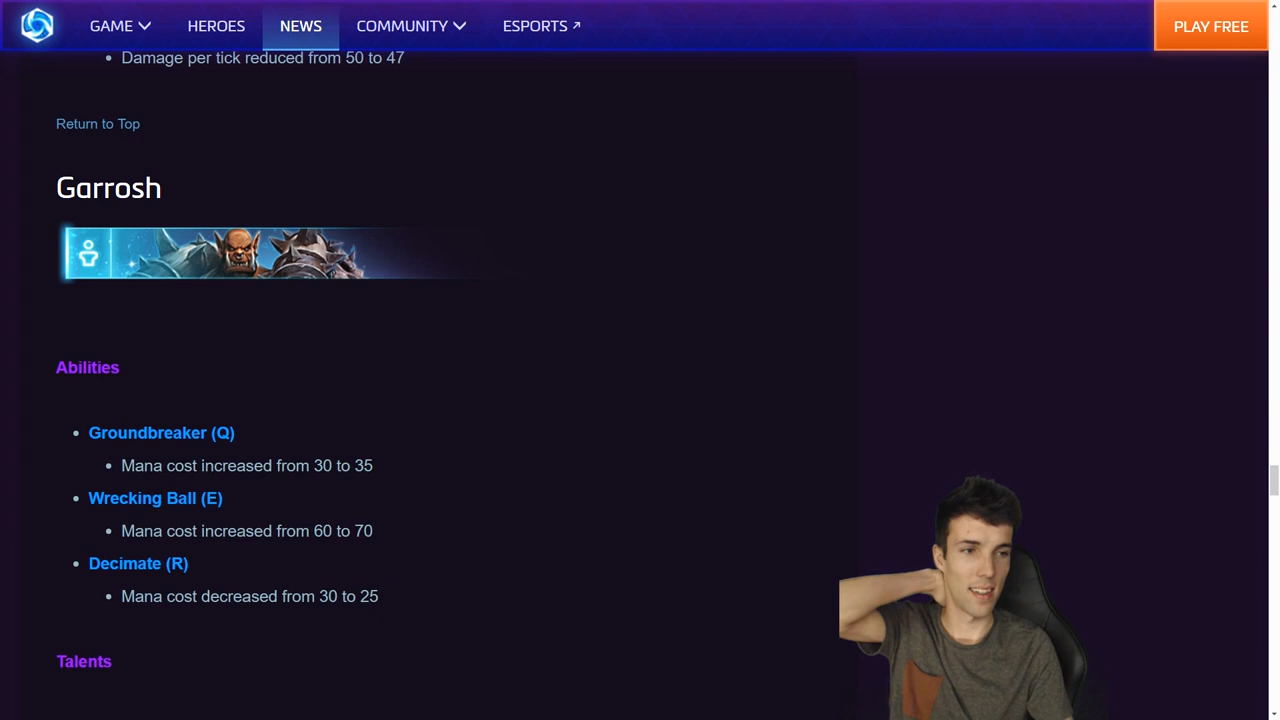 GAME HEROES NEWS COMMUNITY ESPORTS ↗ PLAY FREE
Damage per tick reduced from 50 to 47
Return to Top
Garrosh
Abilities
Groundbreaker (Q)
Mana cost increased from 30 to 35
Wrecking Ball (E)
Mana cost increased from 60 to 70
Decimate (R)
Mana cost decreased from 30 to 25
Talents